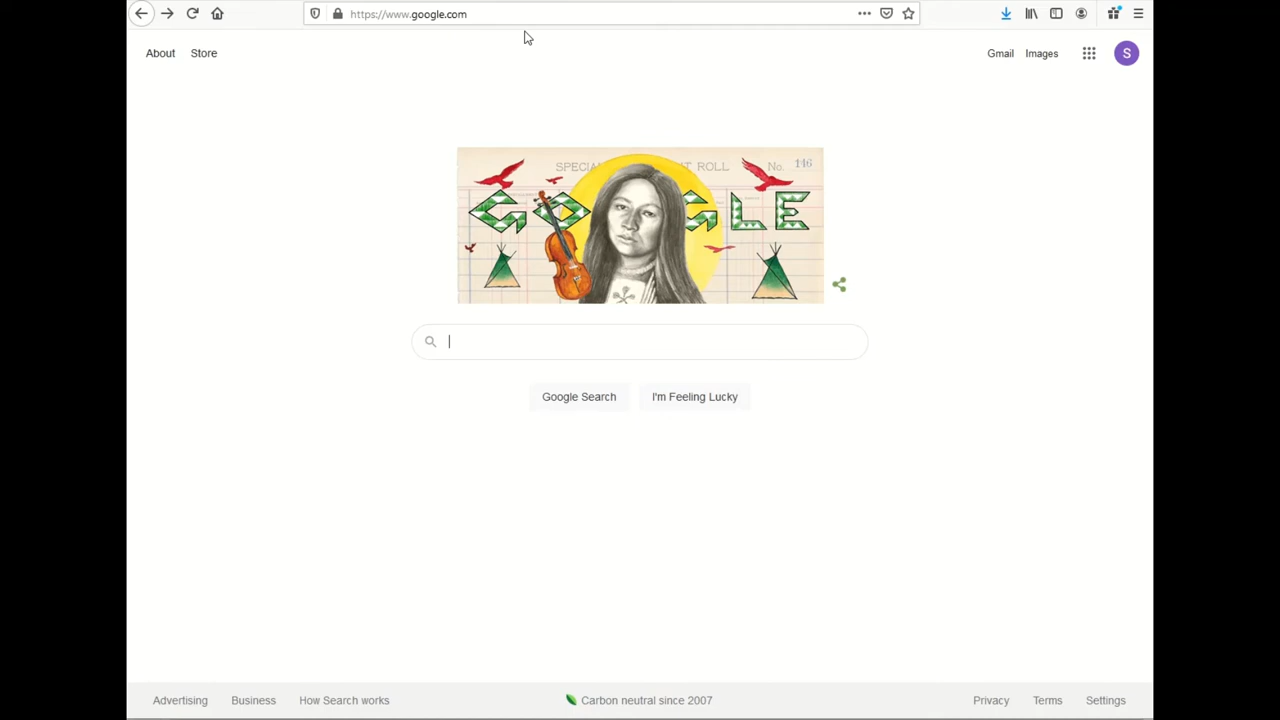 https://www.google.com
About Store
Gmail Images
S
No. 146
ROLL
GOOGLE
Google Search I'm Feeling Lucky
Advertising Business How Search works
Carbon neutral since 2007
Privacy Terms Settings